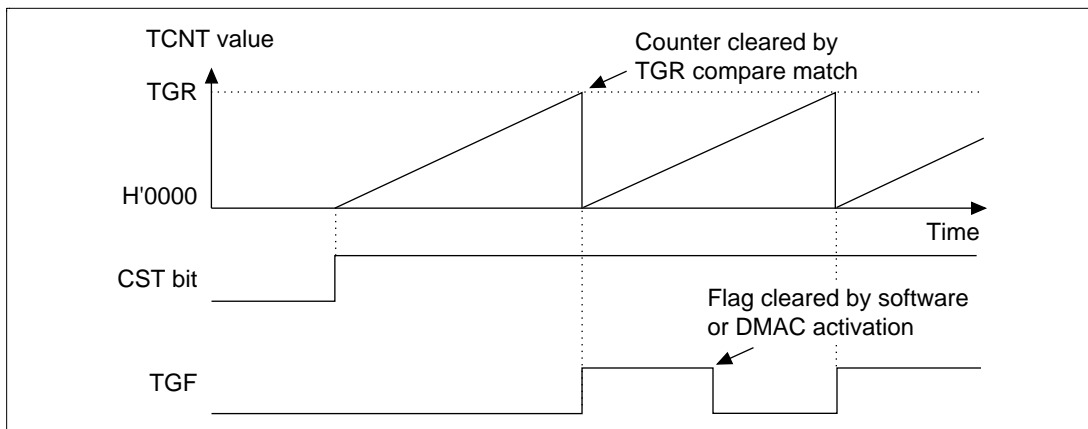 TCNT value
Counter cleared by
TGR compare match
TGR
H'0000
Time
CST bit
Flag cleared by software
or DMAC activation
TGF